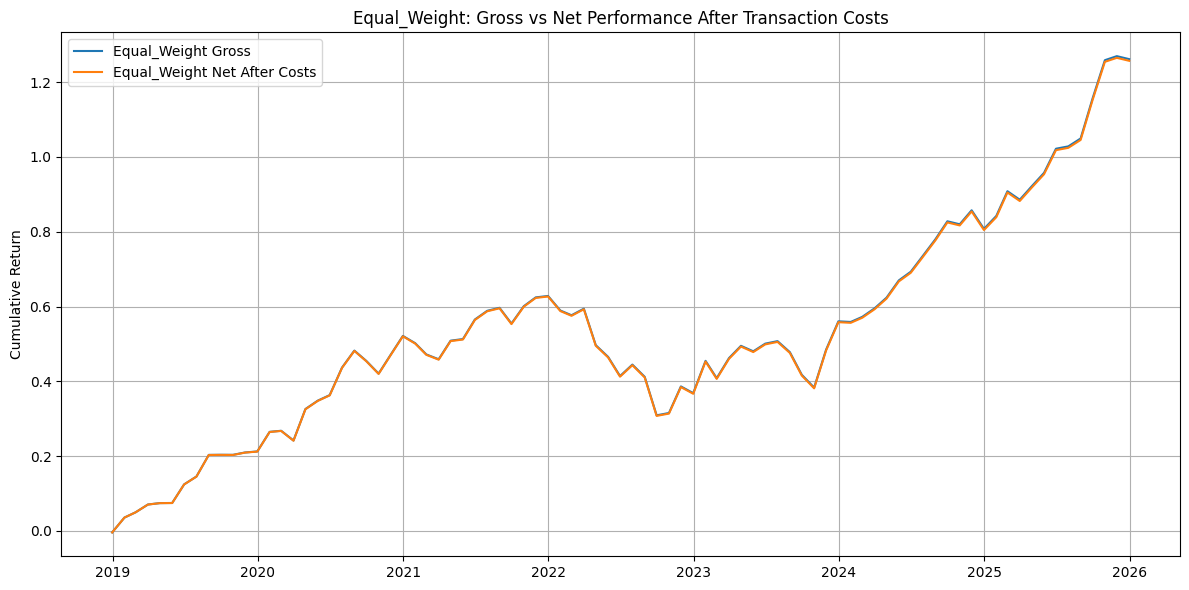 Equal_Weight: Gross vs Net Performance After Transaction Costs
Equal_Weight Gross
Equal_Weight Net After Costs
Cumulative Return
1.2
1.0
0.8
0.6
0.4
0.2
0.0
2019 2020 2021 2022 2023 2024 2025 2026